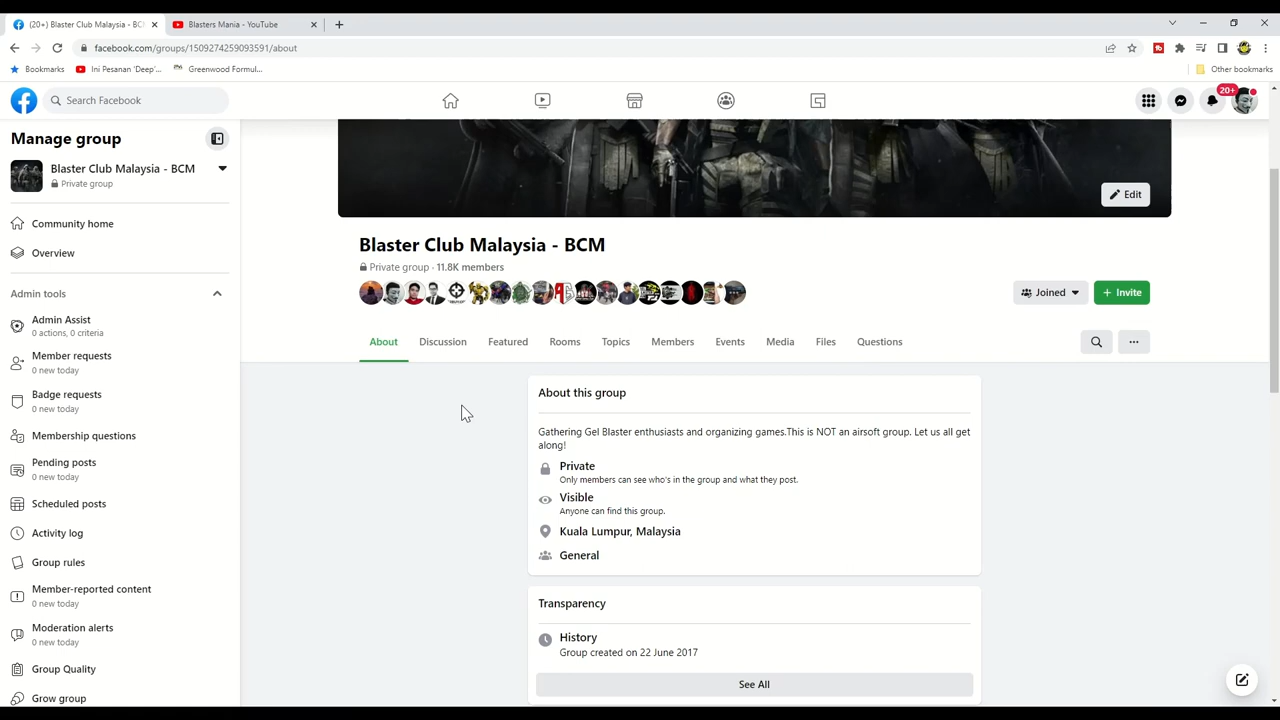 (20+) Blaster Club Malaysia - BC
Blasters Mania - YouTube
facebook.com/groups/1509274259093591/about
Bookmarks
Ini Pesanan 'Deep'...
Greenwood Formul...
Other bookmarks
Search Facebook
20+
Manage group
Blaster Club Malaysia - BCM
Private group
Community home
Overview
Admin tools
Admin Assist
0 actions, 0 criteria
Member requests
0 new today
Badge requests
0 new today
Membership questions
Pending posts
0 new today
Scheduled posts
Activity log
Group rules
Member-reported content
0 new today
Moderation alerts
0 new today
Group Quality
Grow group
Edit
Blaster Club Malaysia - BCM
Private group · 11.8K members
Joined
+ Invite
About
Discussion
Featured
Rooms
Topics
Members
Events
Media
Files
Questions
About this group
Gathering Gel Blaster enthusiasts and organizing games.This is NOT an airsoft group. Let us all get
along!
Private
Only members can see who's in the group and what they post.
Visible
Anyone can find this group.
Kuala Lumpur, Malaysia
General
Transparency
History
Group created on 22 June 2017
See All